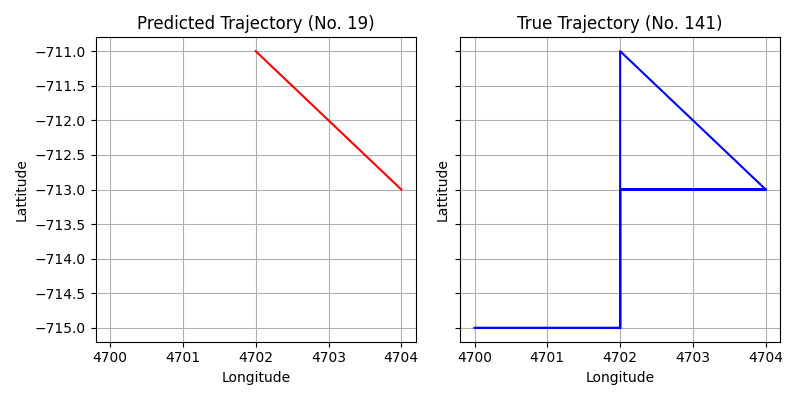 Predicted Trajectory (No. 19)
True Trajectory (No. 141)
−711.0
−711.5
−712.0
−712.5
−713.0
−713.5
−714.0
−714.5
−715.0
Lattitude
Lattitude
4700 4701 4702 4703 4704
4700 4701 4702 4703 4704
Longitude
Longitude